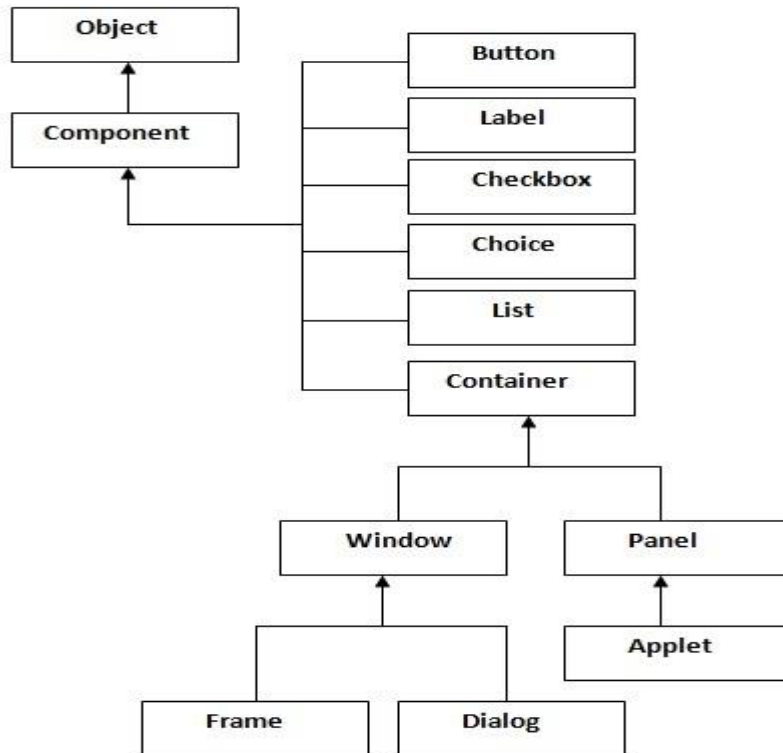 Object
Component
Button
Label
Checkbox
Choice
List
Container
Window
Panel
Applet
Frame
Dialog